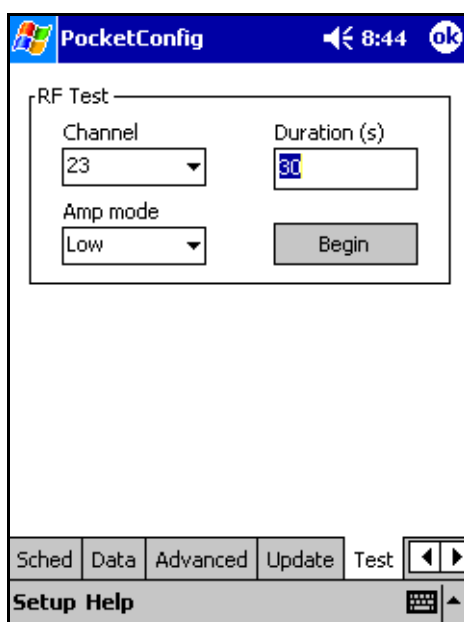 PocketConfig 8:44 ok
RF Test
Channel Duration (s)
23 30
Amp mode
Low Begin
Sched Data Advanced Update Test
Setup Help